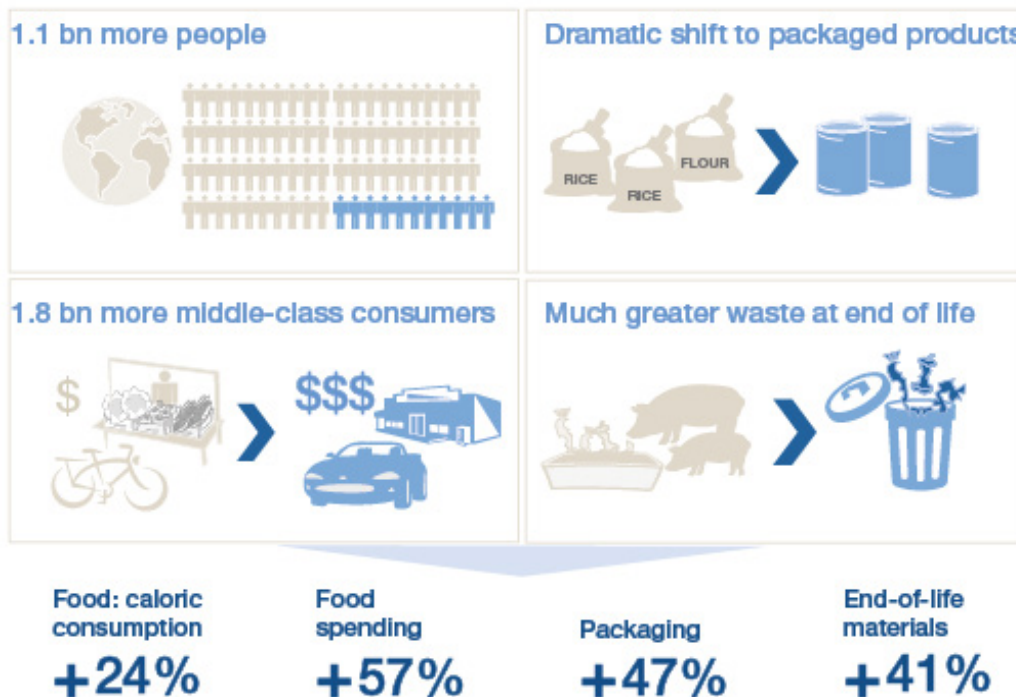 1.1 bn more people
Dramatic shift to packaged products
RICE
RICE
FLOUR
1.8 bn more middle-class consumers
$
$$$
Much greater waste at end of life
Food: caloric
consumption
+24%
Food
spending
+57%
Packaging
+47%
End-of-life
materials
+41%